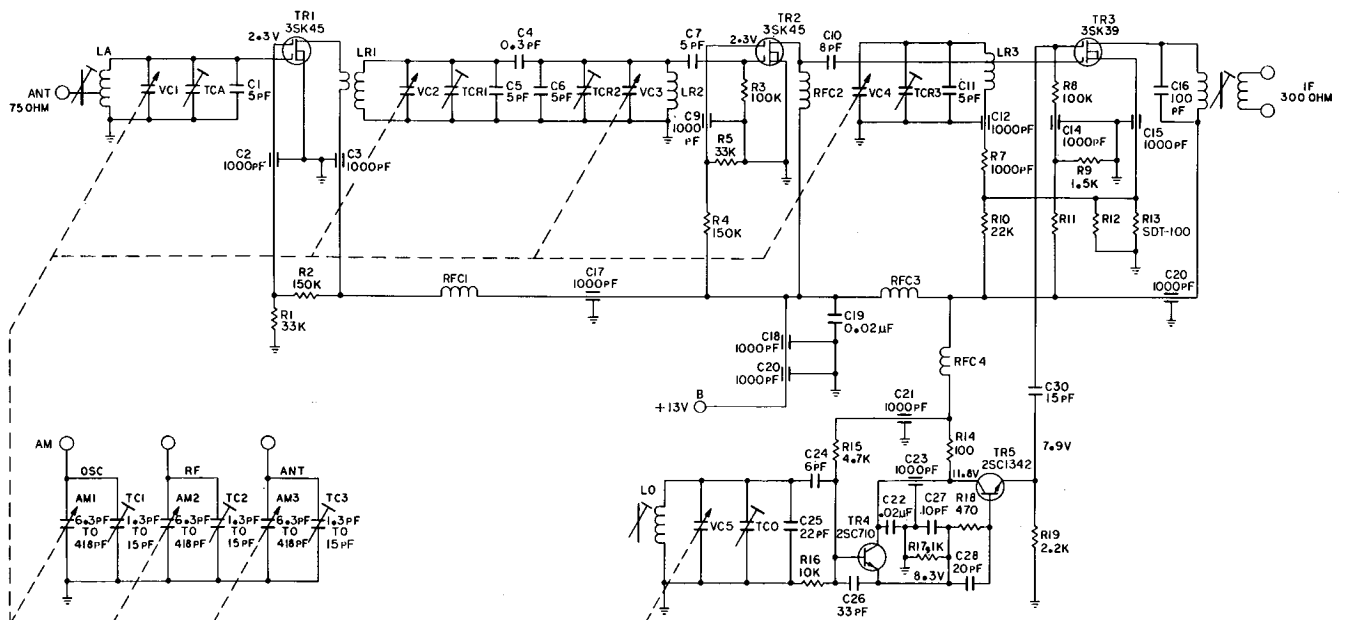 TR1
3SK45
2.3V
LA
ANT
75 OHM
VC1
TCA
C1
5pF
LR1
VC2
TCR1
C4
0.3pF
C5
5pF
C6
5pF
TCR2
VC3
LR2
C7
5pF
TR2
3SK45
2.3V
R3
100K
C9
1000
pF
R5
33K
RFC2
C10
8pF
VC4
TCR3
C11
5pF
LR3
TR3
3SK39
R8
100K
C16
100
pF
IF
300 OHM
C2
1000pF
C3
1000pF
C12
1000pF
C14
1000pF
C15
1000pF
R7
1000pF
R9
1.5K
R4
150K
R10
22K
R11
R12
R13
SDT-100
R2
150K
RFC1
C17
1000pF
RFC3
C20
1000pF
R1
33K
C19
0.02µF
C18
1000pF
C20
1000pF
RFC4
B
+13V
C21
1000pF
C30
15pF
AM
OSC
RF
ANT
AM1
6.3pF
TO
418pF
TC1
1.3pF
TO
15pF
AM2
6.3pF
TO
418pF
TC2
1.3pF
TO
15pF
AM3
6.3pF
TO
418pF
TC3
1.3pF
TO
15pF
R15
4.7K
C24
6pF
C23
1000pF
R14
100
11.8V
TR5
2SC1342
7.9V
LO
VC5
TCO
C25
22pF
TR4
2SC710
C22
.02µF
C27
10pF
R18
470
R17.1K
R16
10K
C26
33pF
8.3V
C28
20pF
R19
2.2K